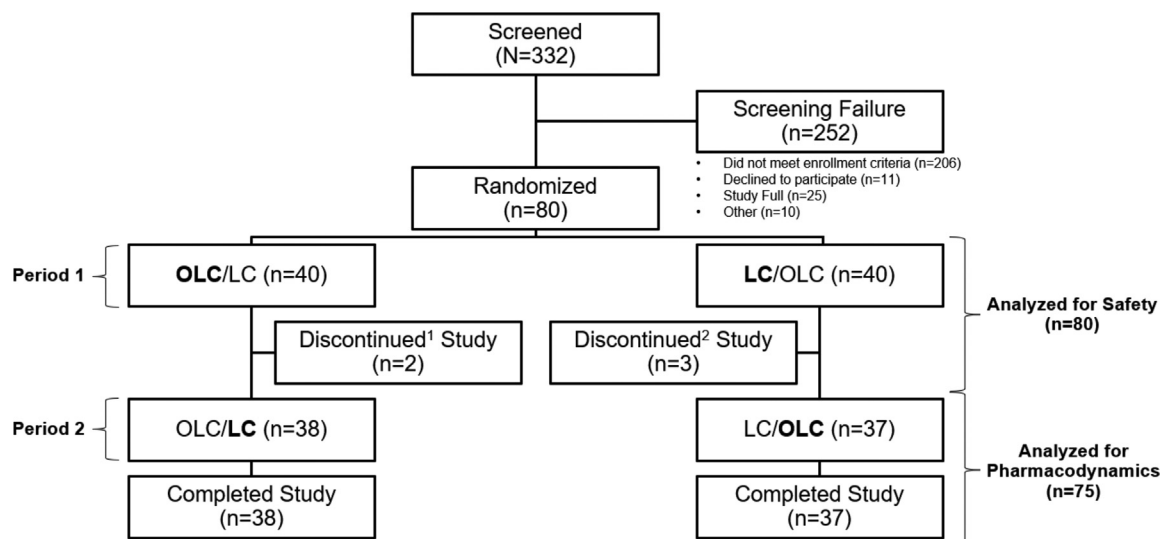 Screened
(N=332)
Screening Failure
(n=252)
• Did not meet enrollment criteria (n=206)
• Declined to participate (n=11)
• Study Full (n=25)
• Other (n=10)
Randomized
(n=80)
Period 1
OLC/LC (n=40)
LC/OLC (n=40)
Analyzed for Safety
(n=80)
Discontinued¹ Study
(n=2)
Discontinued² Study
(n=3)
Period 2
OLC/LC (n=38)
LC/OLC (n=37)
Analyzed for
Pharmacodynamics
(n=75)
Completed Study
(n=38)
Completed Study
(n=37)